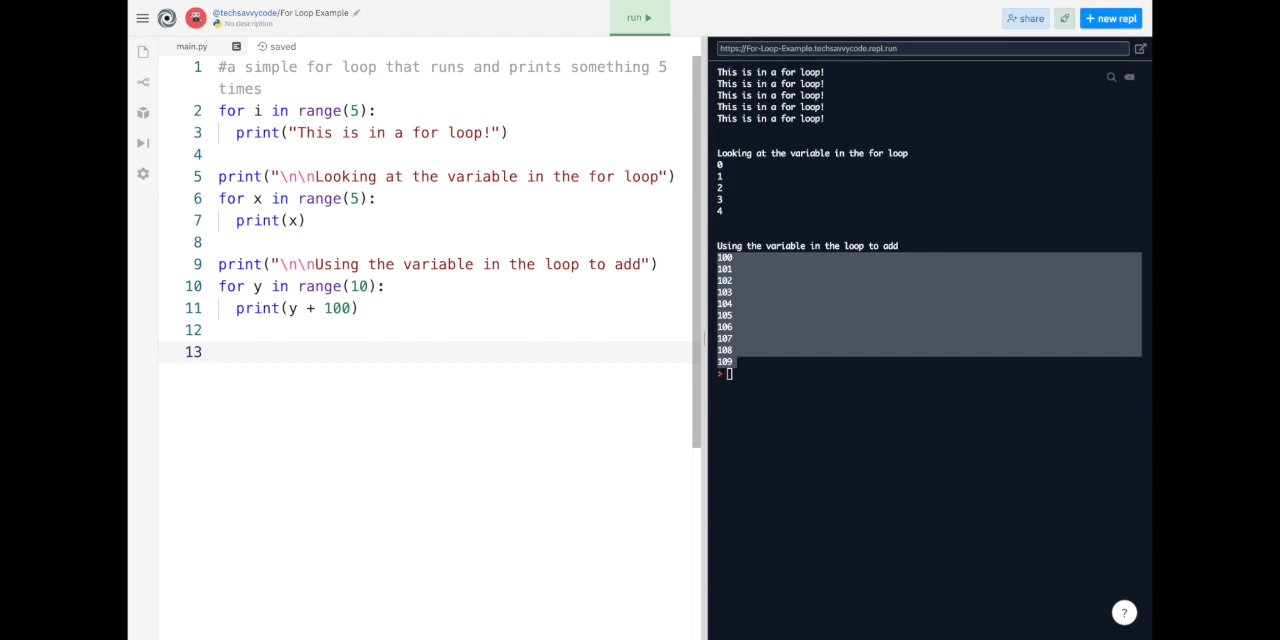 @techsavvycode/For Loop Example
No description
run
share
+ new repl
main.py
saved
https://For-Loop-Example.techsavvycode.repl.run
1 #a simple for loop that runs and prints something 5
times
2 for i in range(5):
3 print("This is in a for loop!")
4
5 print("\n\nLooking at the variable in the for loop")
6 for x in range(5):
7 print(x)
8
9 print("\n\nUsing the variable in the loop to add")
10 for y in range(10):
11 print(y + 100)
12
13
This is in a for loop!
This is in a for loop!
This is in a for loop!
This is in a for loop!
This is in a for loop!
Looking at the variable in the for loop
0
1
2
3
4
Using the variable in the loop to add
100
101
102
103
104
105
106
107
108
109
>
?